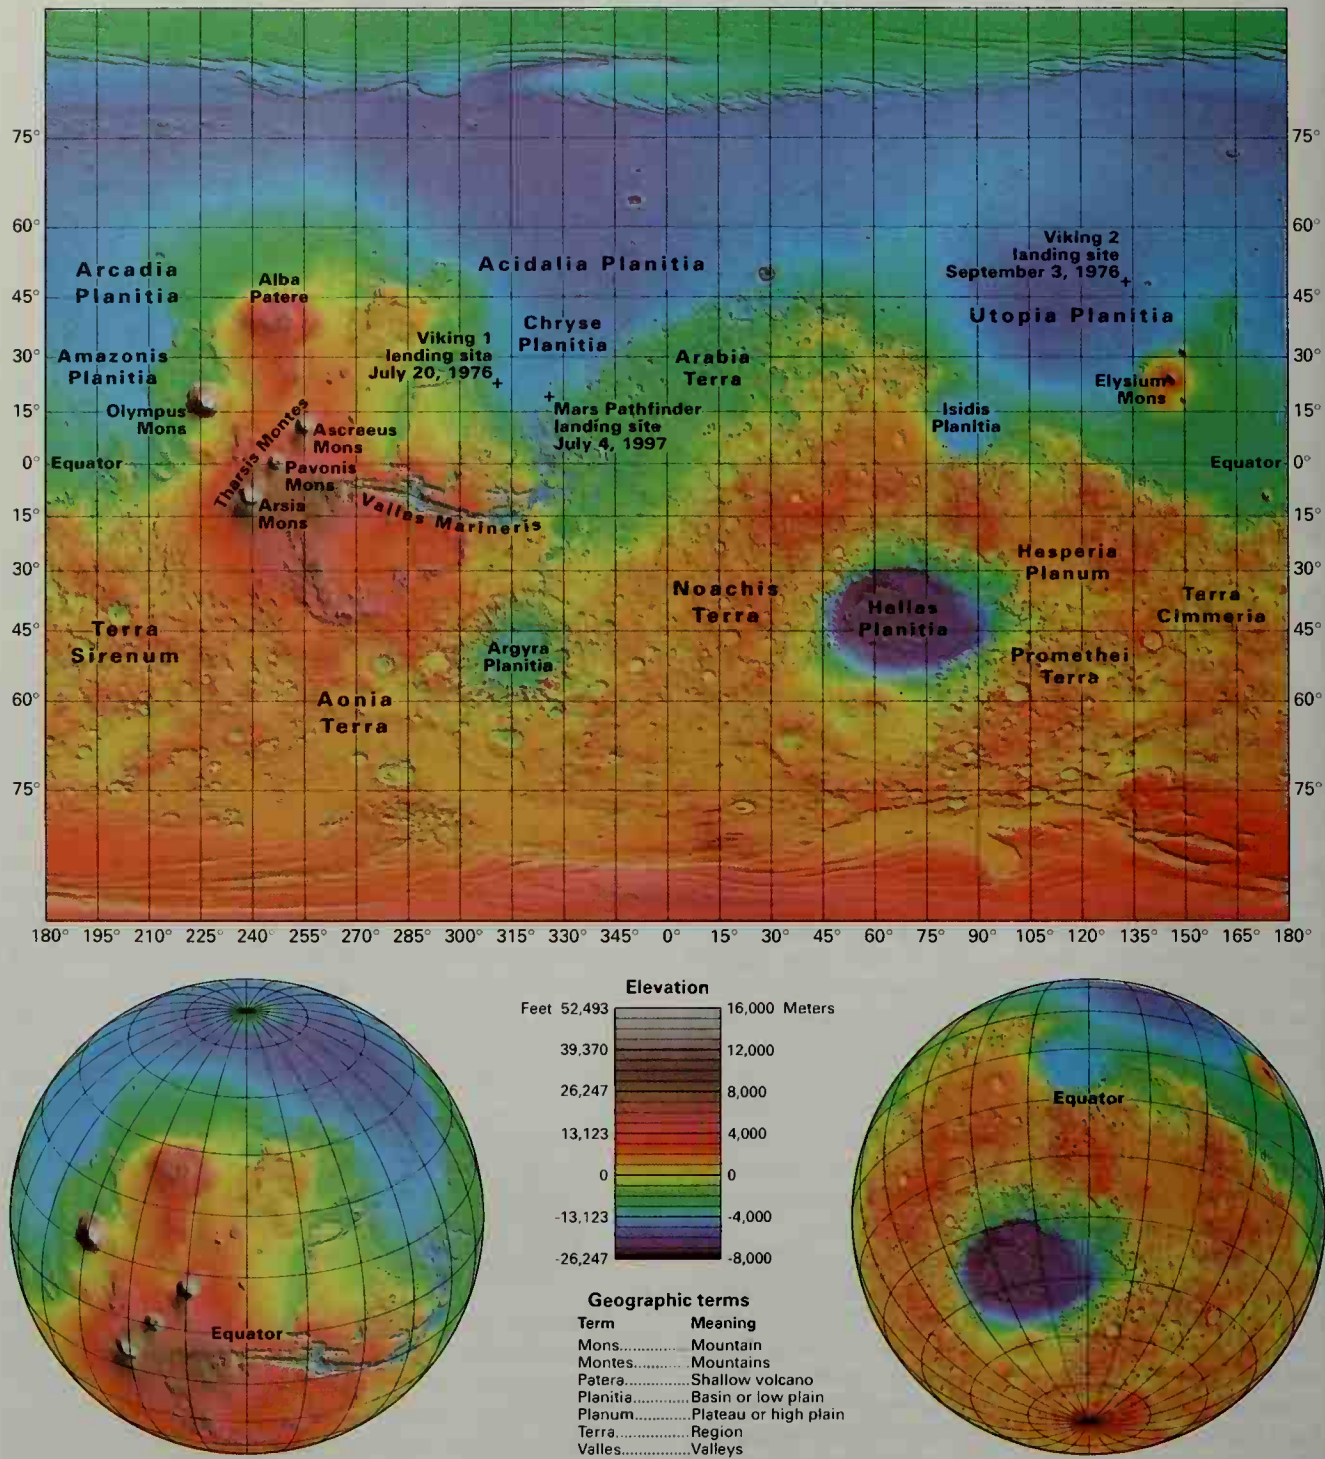 75°
75°
60°
60°
Viking 2
landing site
September 3, 1976
Arcadia
Planitia
Alba
Patere
Acidalia Planitia
45°
45°
Utopia Planitia
Chryse
Planitia
Viking 1
lending sita
July 20, 1976
Amazonis
Planitia
Arabia
Terra
30°
30°
Elysium
Mons
Olympus
Mons
15°
15°
Mars Pathfinder
landing site
July 4, 1997
Isidis
Planitia
Tharsis Montes
Ascraeus
Mons
0°
Equator
Equator
0°
Pavonis
Mons
Arsia
Mons
Valles Marineris
15°
15°
Hesperia
Planum
30°
30°
Noachis
Terra
Hellas
Planitia
Terra
Cimmeria
Terra
Sirenum
45°
45°
Argyra
Planitia
Promethei
Terra
Aonia
Terra
60°
60°
75°
75°
180° 195° 210° 225° 240° 255° 270° 285° 300° 315° 330° 345° 0° 15° 30° 45° 60° 75° 90° 105° 120° 135° 150° 165° 180°
Elevation
Feet 52,493 16,000 Meters
39,370 12,000
26,247 8,000
13,123 4,000
0 0
-13,123 -4,000
-26,247 -8,000
Equator
Equator
Geographic terms
Term Meaning
Mons............Mountain
Montes............Mountains
Patera............Shallow volcano
Planitia............Basin or low plain
Planum............Plateau or high plain
Terra............Region
Valles............Valleys